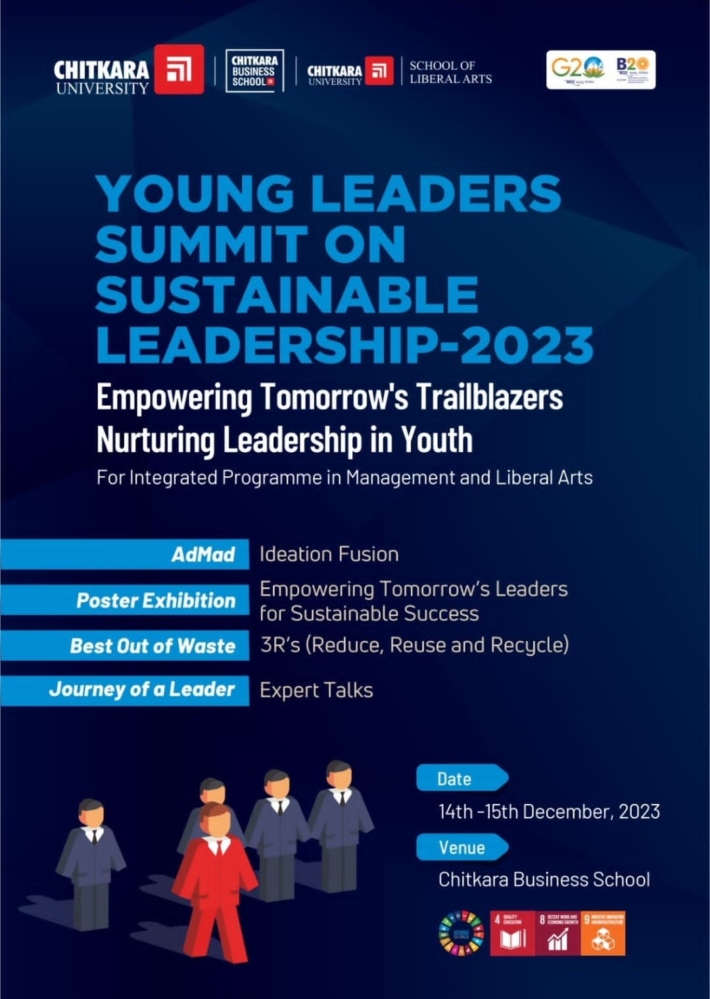 CHITKARA
UNIVERSITY
CHITKARA
BUSINESS
SCHOOL
CHITKARA
UNIVERSITY
SCHOOL OF
LIBERAL ARTS
G20
B20
YOUNG LEADERS
SUMMIT ON
SUSTAINABLE
LEADERSHIP-2023
Empowering Tomorrow's Trailblazers
Nurturing Leadership in Youth
For Integrated Programme in Management and Liberal Arts
AdMad Ideation Fusion
Poster Exhibition Empowering Tomorrow's Leaders
for Sustainable Success
Best Out of Waste 3R's (Reduce, Reuse and Recycle)
Journey of a Leader Expert Talks
Date
14th -15th December, 2023
Venue
Chitkara Business School
4 QUALITY
EDUCATION
8 DECENT WORK AND
ECONOMIC GROWTH
9 INDUSTRY, INNOVATION
AND INFRASTRUCTURE
GOALS